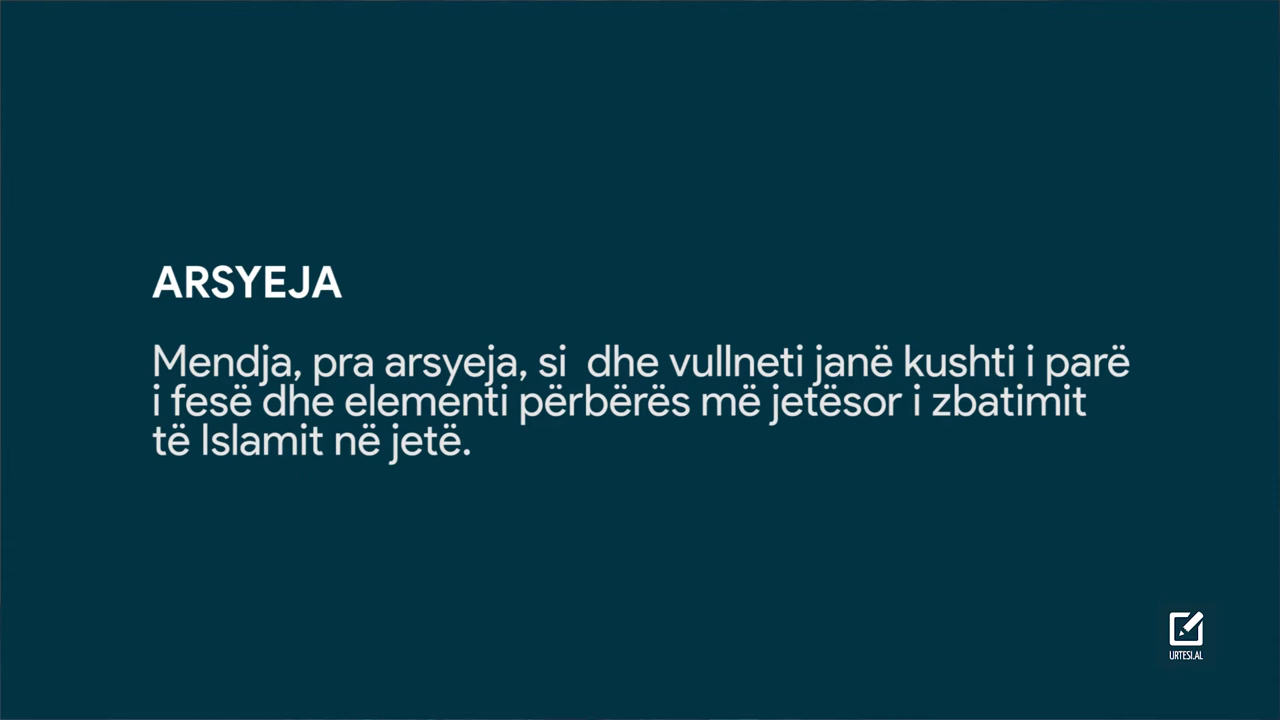 ARSYEJA
Mendja, pra arsyeja, si  dhe vullneti janë kushti i parë
i fesë dhe elementi përbërës më jetësor i zbatimit
të Islamit në jetë.
URTESI.AL